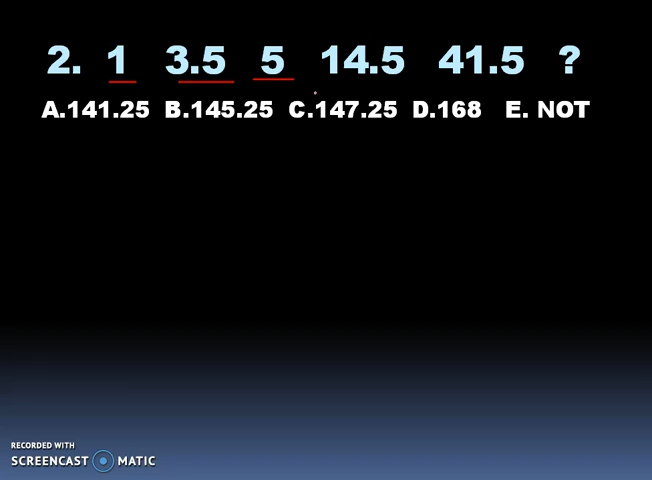 2. 1 3.5 5 14.5 41.5 ?
A.141.25 B.145.25 C.147.25 D.168 E. NOT
RECORDED WITH
SCREENCAST MATIC